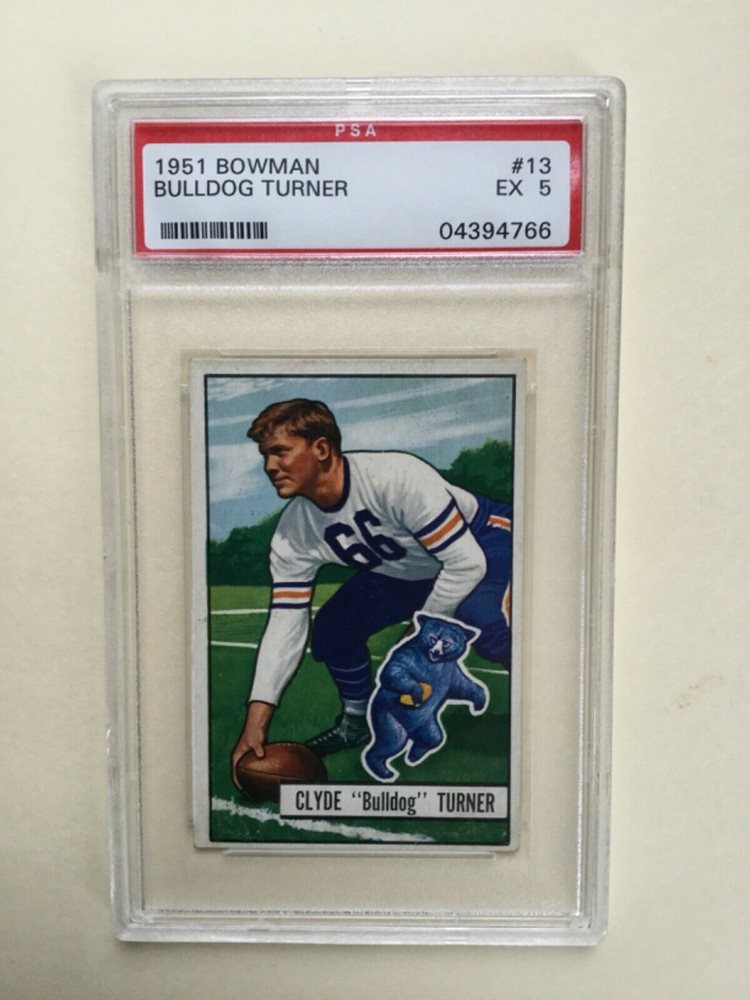 PSA
1951 BOWMAN #13
BULLDOG TURNER EX 5
04394766
66
CLYDE "Bulldog" TURNER